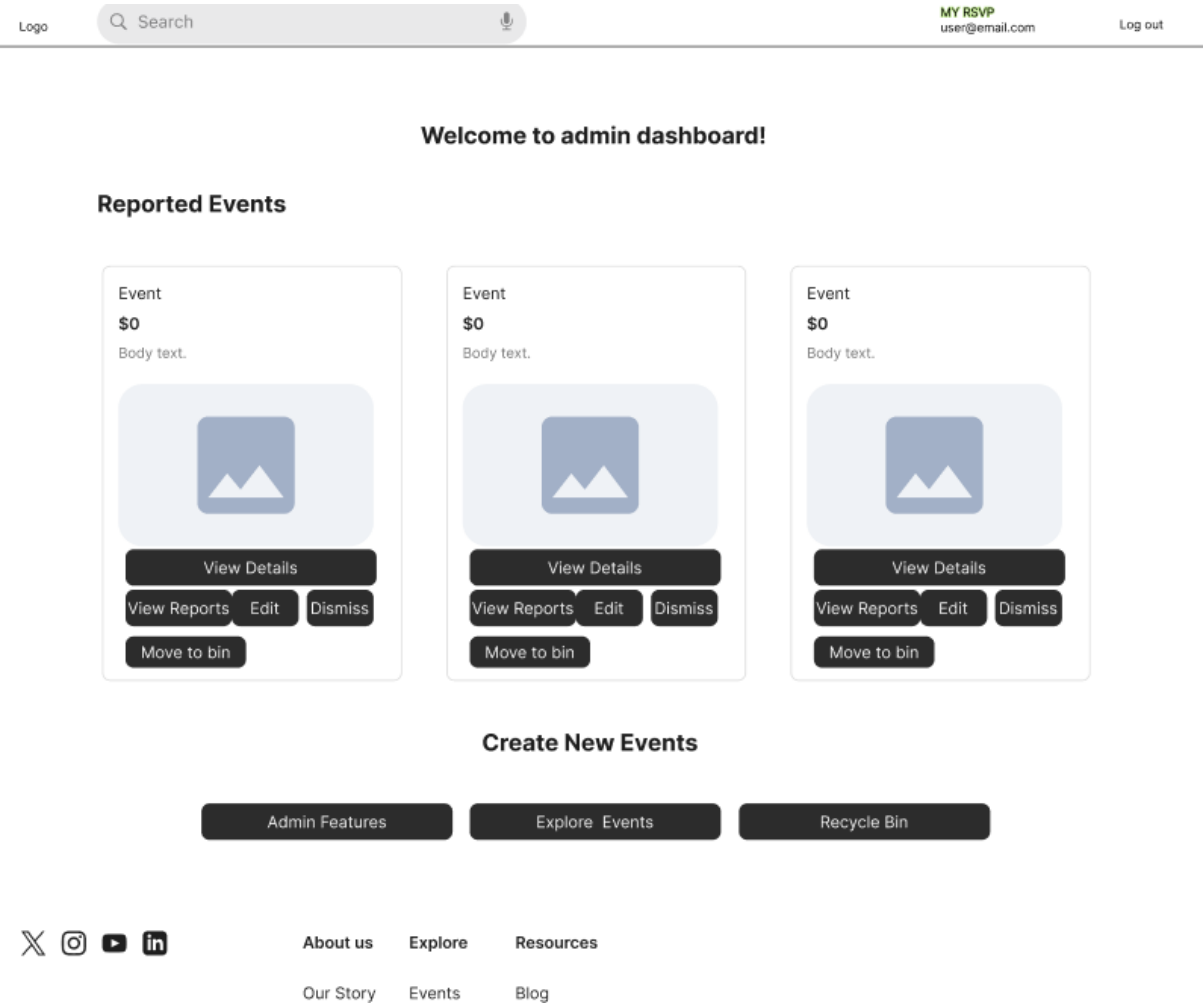 Logo
Search
MY RSVP
user@email.com
Log out
Welcome to admin dashboard!
Reported Events
Event
$0
Body text.
View Details
View Reports Edit Dismiss
Move to bin
Event
$0
Body text.
View Details
View Reports Edit Dismiss
Move to bin
Event
$0
Body text.
View Details
View Reports Edit Dismiss
Move to bin
Create New Events
Admin Features Explore Events Recycle Bin
in
About us Explore Resources
Our Story Events Blog